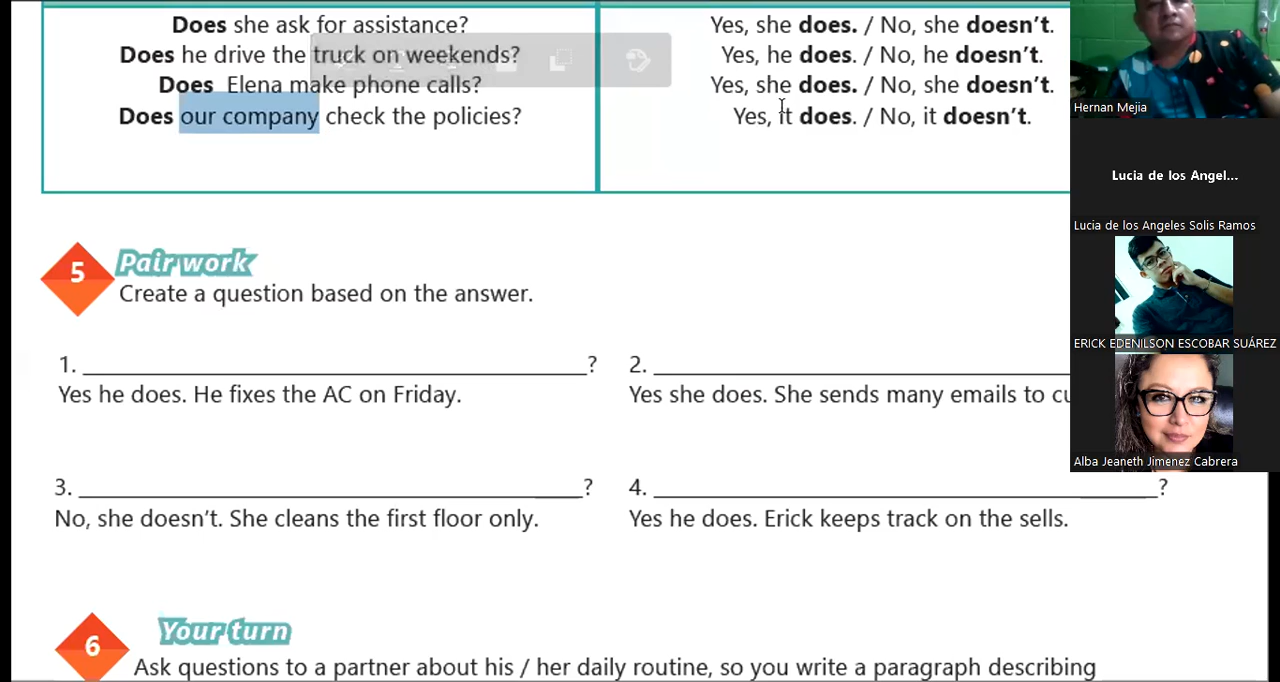 Does she ask for assistance?
Yes, she does. / No, she doesn't.
Does he drive the truck on weekends?
Yes, he does. / No, he doesn't.
Does Elena make phone calls?
Yes, she does. / No, she doesn't.
Does our company check the policies?
Yes, it does. / No, it doesn't.
Hernan Mejia
Lucia de los Angel...
Lucia de los Angeles Solis Ramos
ERICK EDENILSON ESCOBAR SUÁREZ
Alba Jeaneth Jimenez Cabrera
5 Pair work
Create a question based on the answer.
1. ?
Yes he does. He fixes the AC on Friday.
2.
Yes she does. She sends many emails to
3. ?
No, she doesn't. She cleans the first floor only.
4. ?
Yes he does. Erick keeps track on the sells.
6 Your turn
Ask questions to a partner about his / her daily routine, so you write a paragraph describing